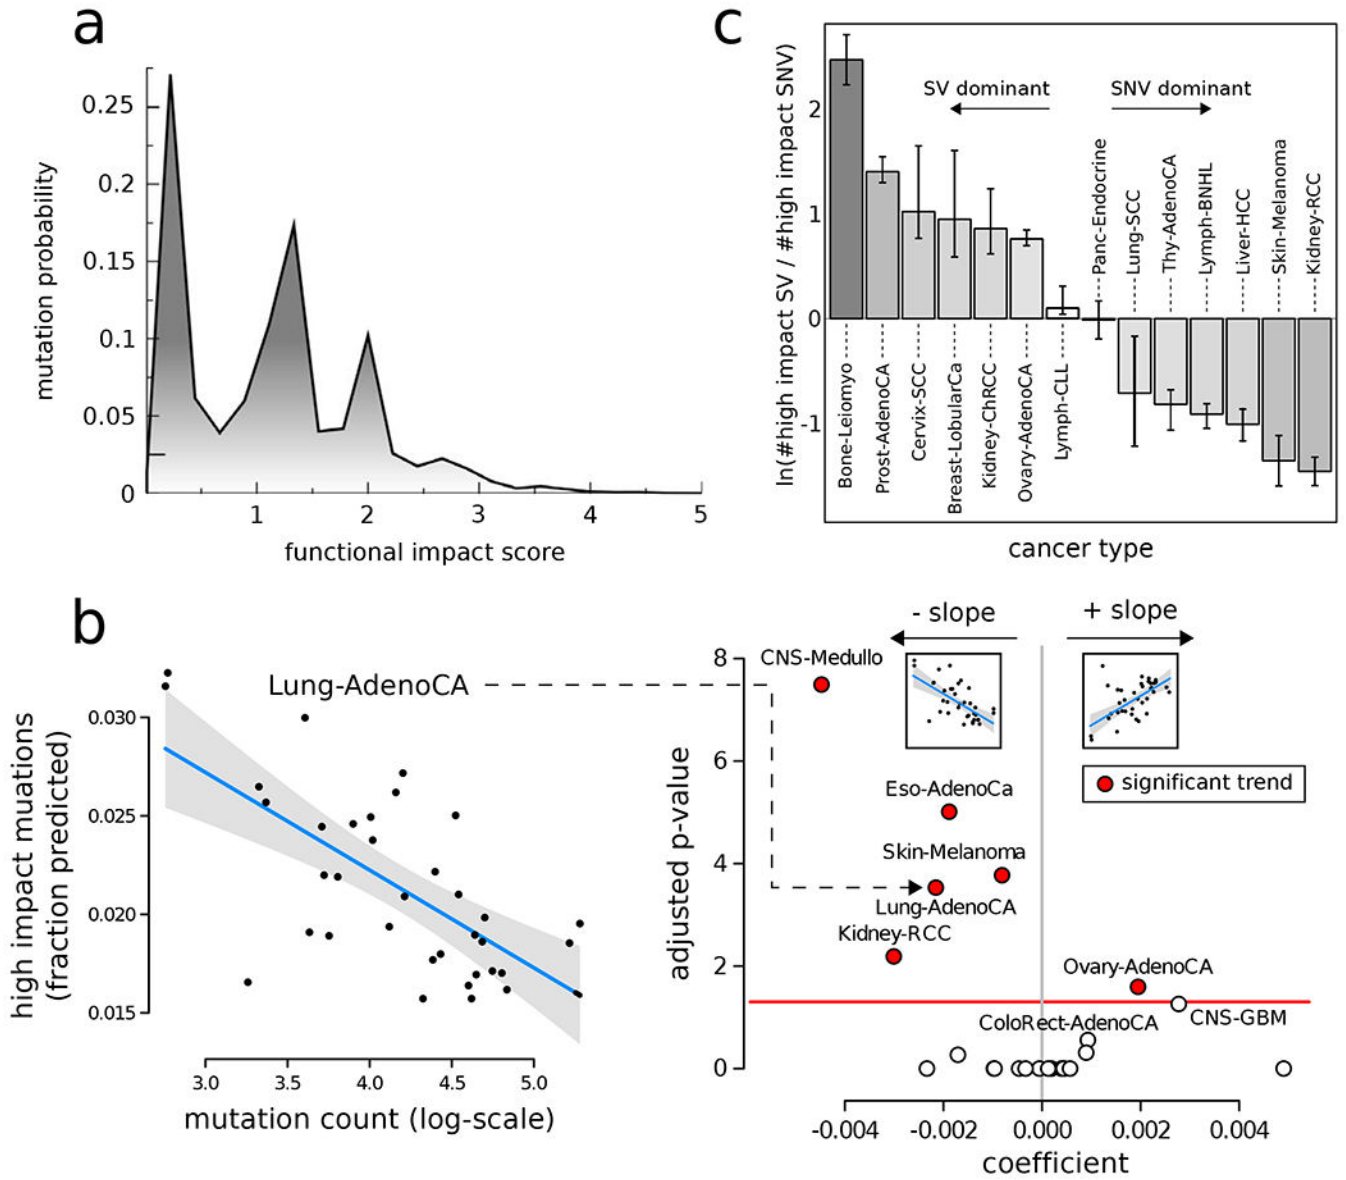 a
mutation probability
0.25
0.2
0.15
0.1
0.05
0
1
2
3
4
5
functional impact score
c
ln(#high impact SV / #high impact SNV)
2
1
0
-1
SV dominant
SNV dominant
Bone-Leiomyo
Prost-AdenoCA
Cervix-SCC
Breast-LobularCa
Kidney-ChRCC
Ovary-AdenoCA
Lymph-CLL
Panc-Endocrine
Lung-SCC
Thy-AdenoCA
Lymph-BNHL
Liver-HCC
Skin-Melanoma
Kidney-RCC
cancer type
b
Lung-AdenoCA
high impact muations
(fraction predicted)
0.030
0.025
0.020
0.015
3.0
3.5
4.0
4.5
5.0
mutation count (log-scale)
- slope
+ slope
adjusted p-value
8
6
4
2
0
CNS-Medullo
significant trend
Eso-AdenoCa
Skin-Melanoma
Lung-AdenoCA
Kidney-RCC
Ovary-AdenoCA
CNS-GBM
ColoRect-AdenoCA
-0.004
-0.002
0.000
0.002
0.004
coefficient